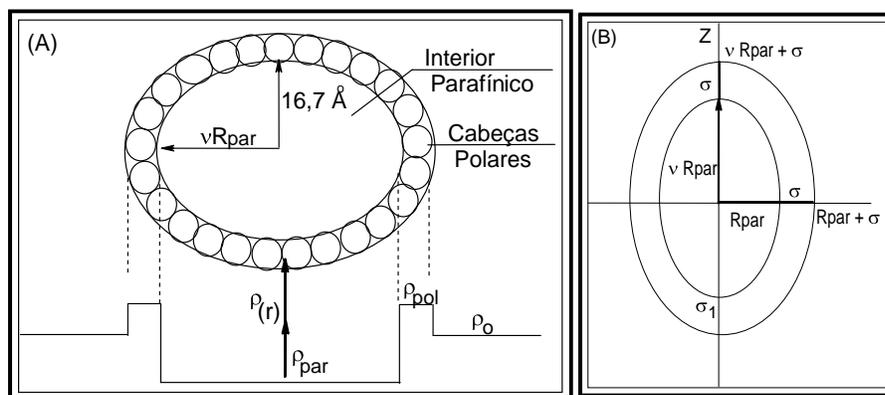 (A)
Interior
Parafínico
16,7 Å
νRpar
Cabeças
Polares
ρ(r)
ρpol
ρo
ρpar
(B)
Z
ν Rpar + σ
σ
ν Rpar
σ
Rpar
Rpar + σ
σ1